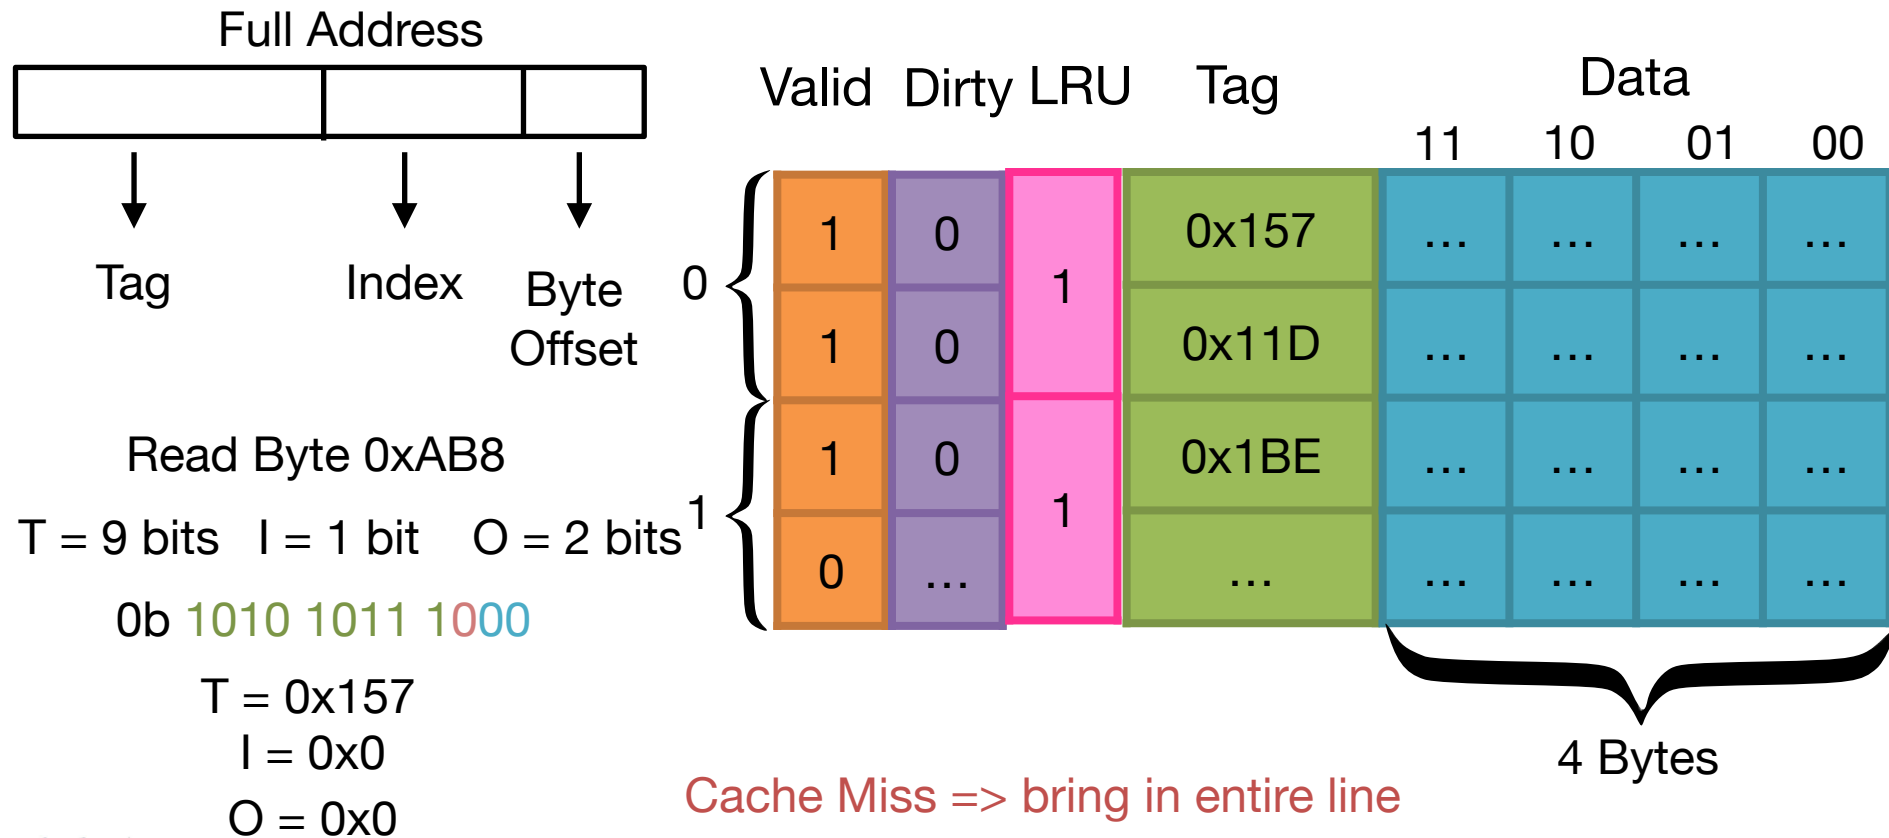 Full Address
Tag
Index
Byte
Offset
Read Byte 0xAB8
T = 9 bits I = 1 bit O = 2 bits
0b 1010 1011 1000
T = 0x157
I = 0x0
O = 0x0
Valid Dirty LRU Tag Data
11 10 01 00
0
1 0 1 0x157 ... ... ... ...
1 0 0x11D ... ... ... ...
1
1 0 1 0x1BE ... ... ... ...
0 ... ... ... ... ... ...
4 Bytes
Cache Miss => bring in entire line